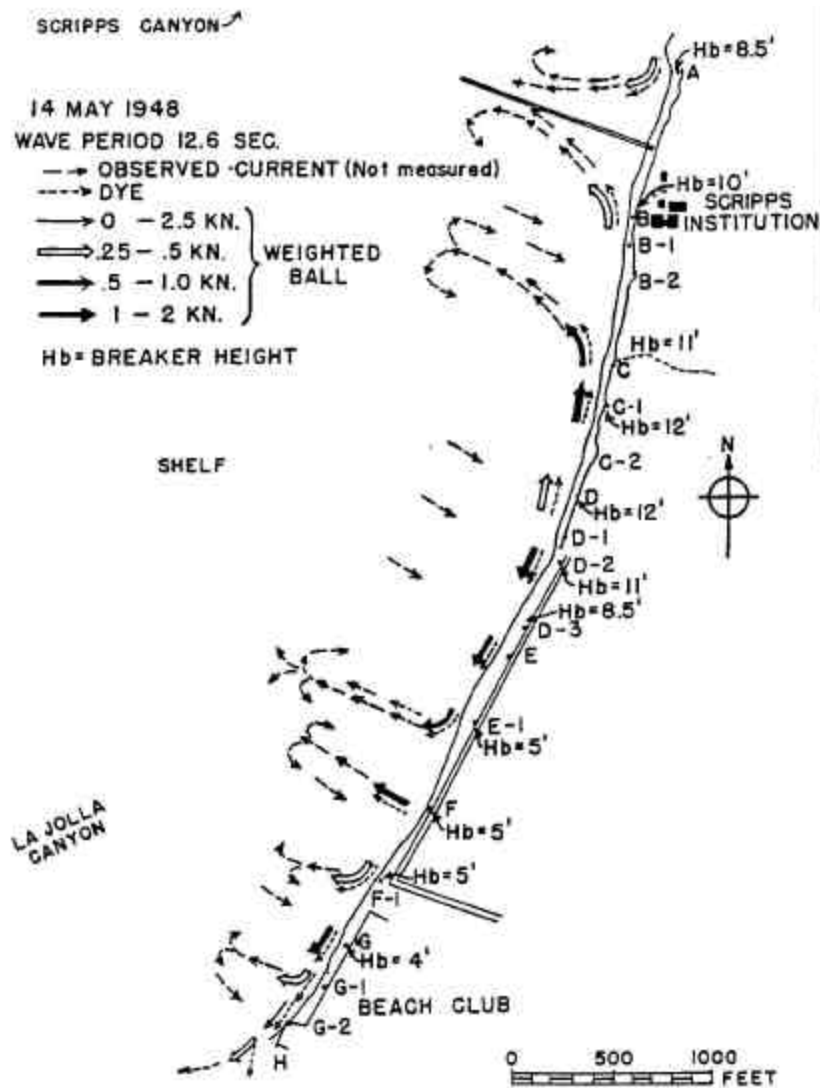 SCRIPPS CANYON
14 MAY 1948
WAVE PERIOD 12.6 SEC.
OBSERVED CURRENT (Not measured)
DYE
0 - 2.5 KN.
.25 - .5 KN.
.5 - 1.0 KN.
1 - 2 KN.
WEIGHTED
BALL
Hb= BREAKER HEIGHT
Hb=8.5'
A
Hb=10'
SCRIPPS
INSTITUTION
B
B-1
B-2
Hb=11'
C
C-1
Hb=12'
C-2
SHELF
N
D
Hb=12'
D-1
D-2
Hb=11'
Hb=8.5'
D-3
E
E-1
Hb=5'
F
Hb=5'
LA JOLLA
CANYON
Hb=5'
F-1
G
Hb=4'
G-1
BEACH CLUB
G-2
H
0 500 1000
FEET